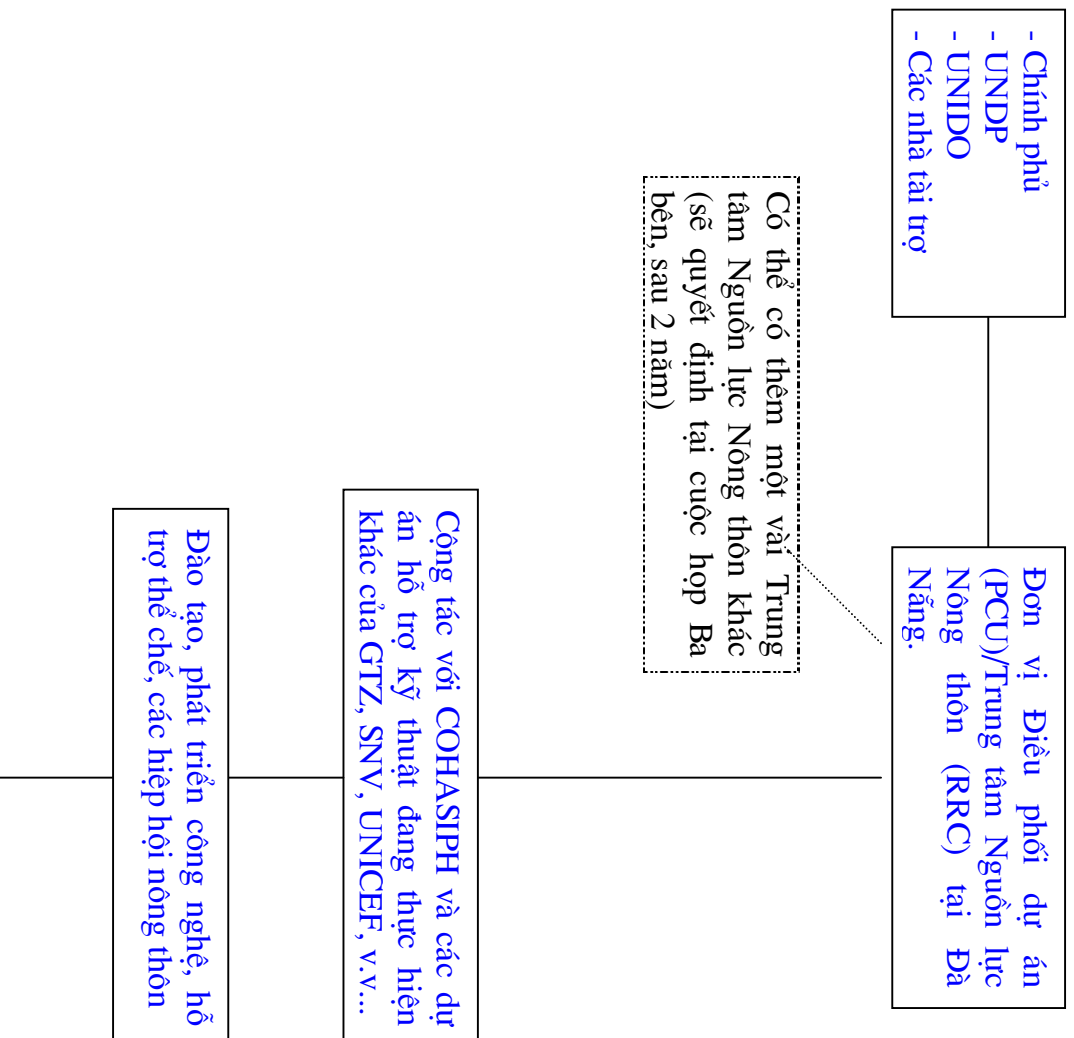 - Chính phủ
- UNDP
- UNIDO
- Các nhà tài trợ
Đơn vị Điều phối dự án
(PCU)/Trung tâm Nguồn lực
Nông thôn (RRC) tại Đà
Nẵng.
Có thể có thêm một vài Trung
tâm Nguồn lực Nông thôn khác
(sẽ quyết định tại cuộc họp Ba
bên, sau 2 năm)
Cộng tác với COHASIPH và các dự
án hỗ trợ kỹ thuật đang thực hiện
khác của GTZ, SNV, UNICEF, v.v...
Đào tạo, phát triển công nghệ, hỗ
trợ thể chế, các hiệp hội nông thôn